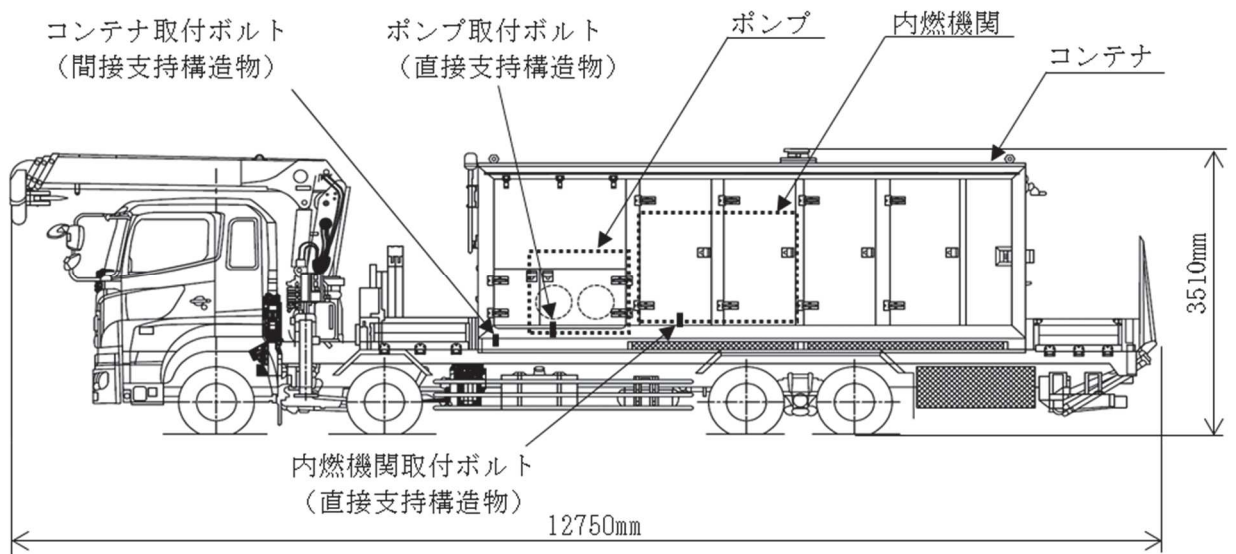 コンテナ取付ボルト
（間接支持構造物）
ポンプ取付ボルト
（直接支持構造物）
ポンプ
内燃機関
コンテナ
3510mm
内燃機関取付ボルト
（直接支持構造物）
12750mm